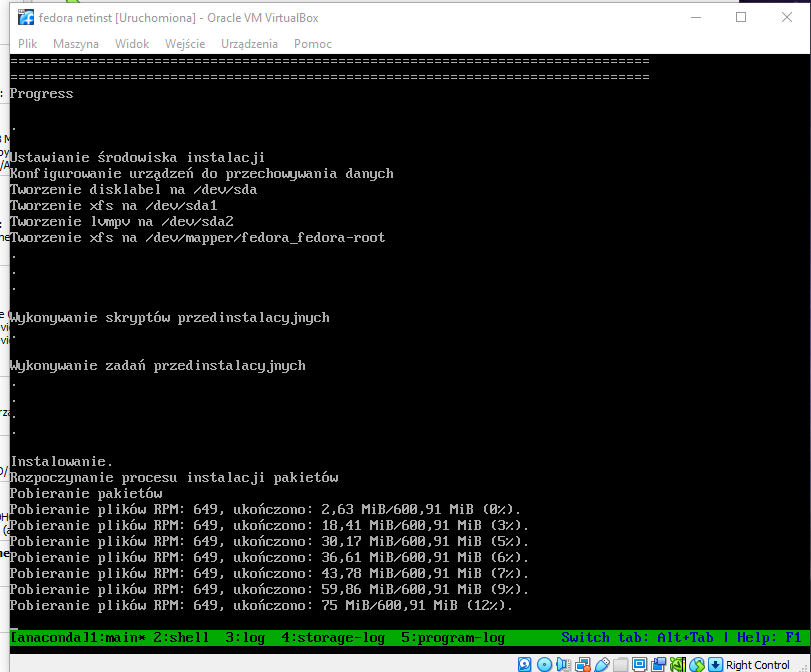 fedora netinst [Uruchomiona] - Oracle VM VirtualBox
Plik Maszyna Widok Wejście Urządzenia Pomoc
================================================================================
================================================================================
Progress
.
Ustawianie środowiska instalacji
Konfigurowanie urządzeń do przechowywania danych
Tworzenie disklabel na /dev/sda
Tworzenie xfs na /dev/sda1
Tworzenie lvmpv na /dev/sda2
Tworzenie xfs na /dev/mapper/fedora_fedora-root
.
.
.
Wykonywanie skryptów przedinstalacyjnych
.
Wykonywanie zadań przedinstalacyjnych
.
.
.
.
Instalowanie.
Rozpoczynanie procesu instalacji pakietów
Pobieranie pakietów
Pobieranie plików RPM: 649, ukończono: 2,63 MiB/600,91 MiB (0%).
Pobieranie plików RPM: 649, ukończono: 18,41 MiB/600,91 MiB (3%).
Pobieranie plików RPM: 649, ukończono: 30,17 MiB/600,91 MiB (5%).
Pobieranie plików RPM: 649, ukończono: 36,61 MiB/600,91 MiB (6%).
Pobieranie plików RPM: 649, ukończono: 43,78 MiB/600,91 MiB (7%).
Pobieranie plików RPM: 649, ukończono: 59,86 MiB/600,91 MiB (9%).
Pobieranie plików RPM: 649, ukończono: 75 MiB/600,91 MiB (12%).
[anaconda]1:main* 2:shell 3:log 4:storage-log 5:program-log Switch tab: Alt+Tab | Help: F1
Right Control